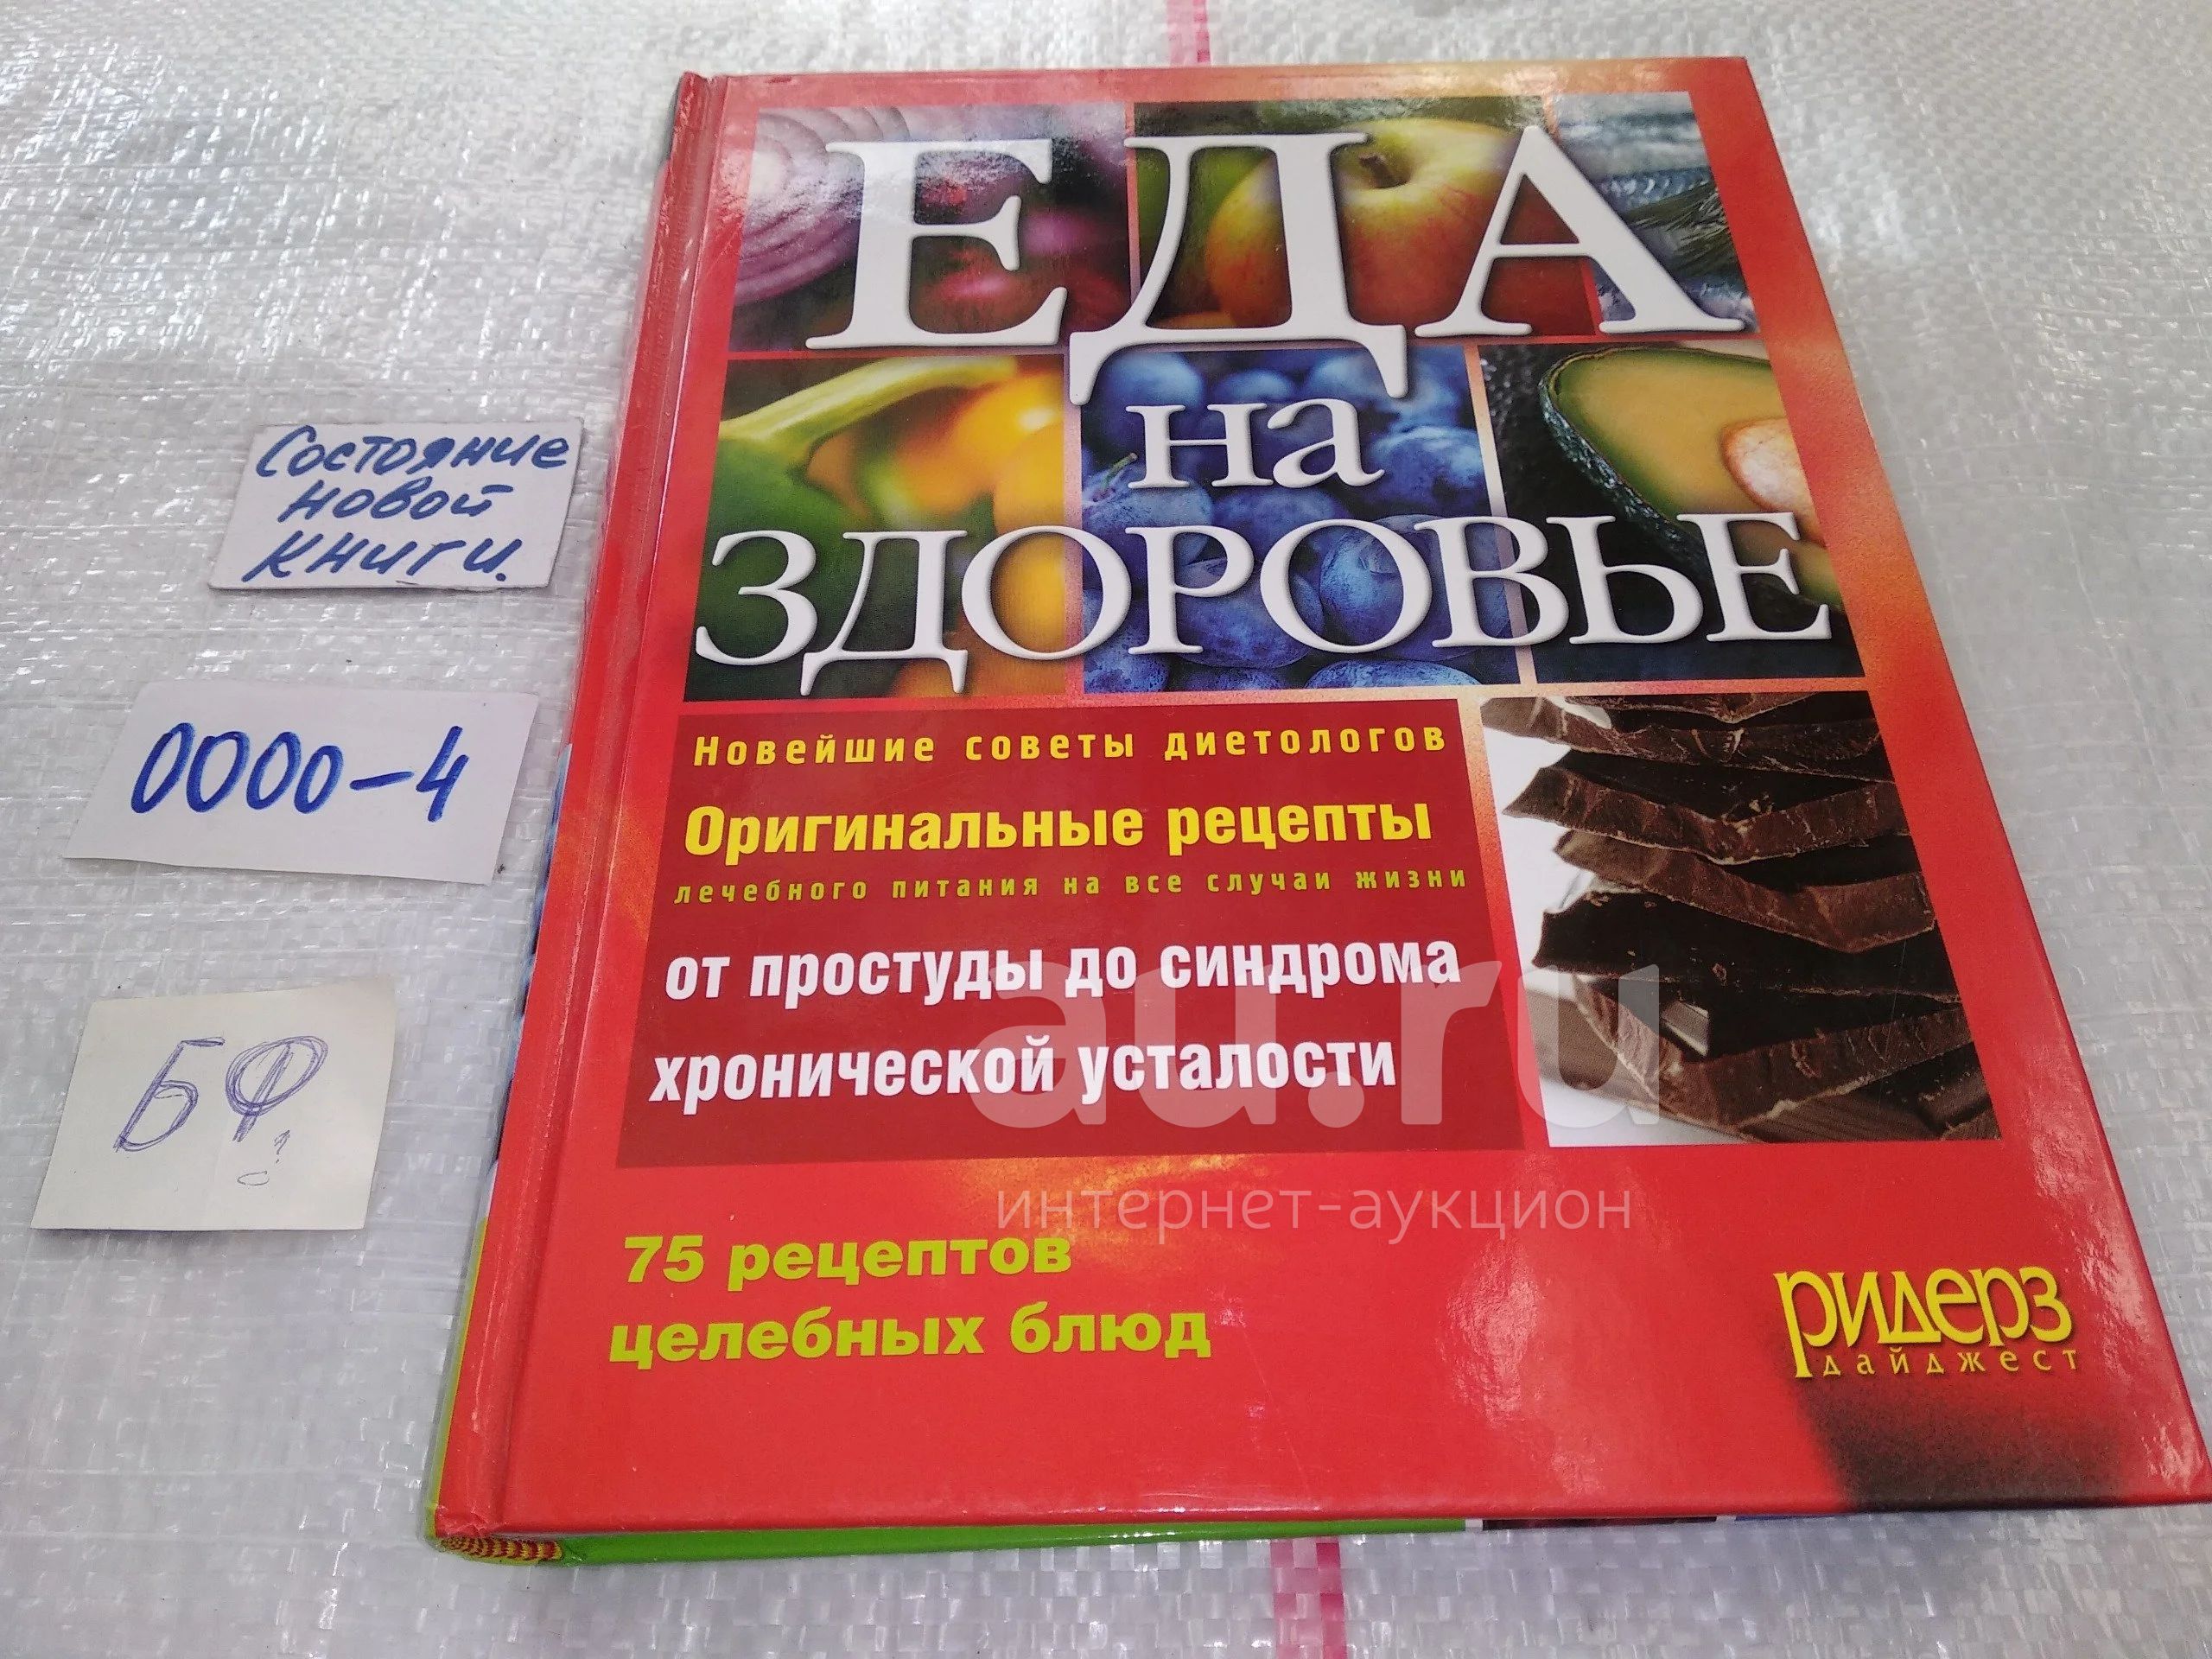 ЕДА
на
ЗДОРОВЬЕ
Новейшие советы диетологов
Оригинальные рецепты
лечебного питания на все случаи жизни
от простуды до синдрома
хронической усталости
75 рецептов
целебных блюд
ридерз
дайджест
Состояние
новой
книги.
0000-4
БФ
au.ru
интернет-аукцион